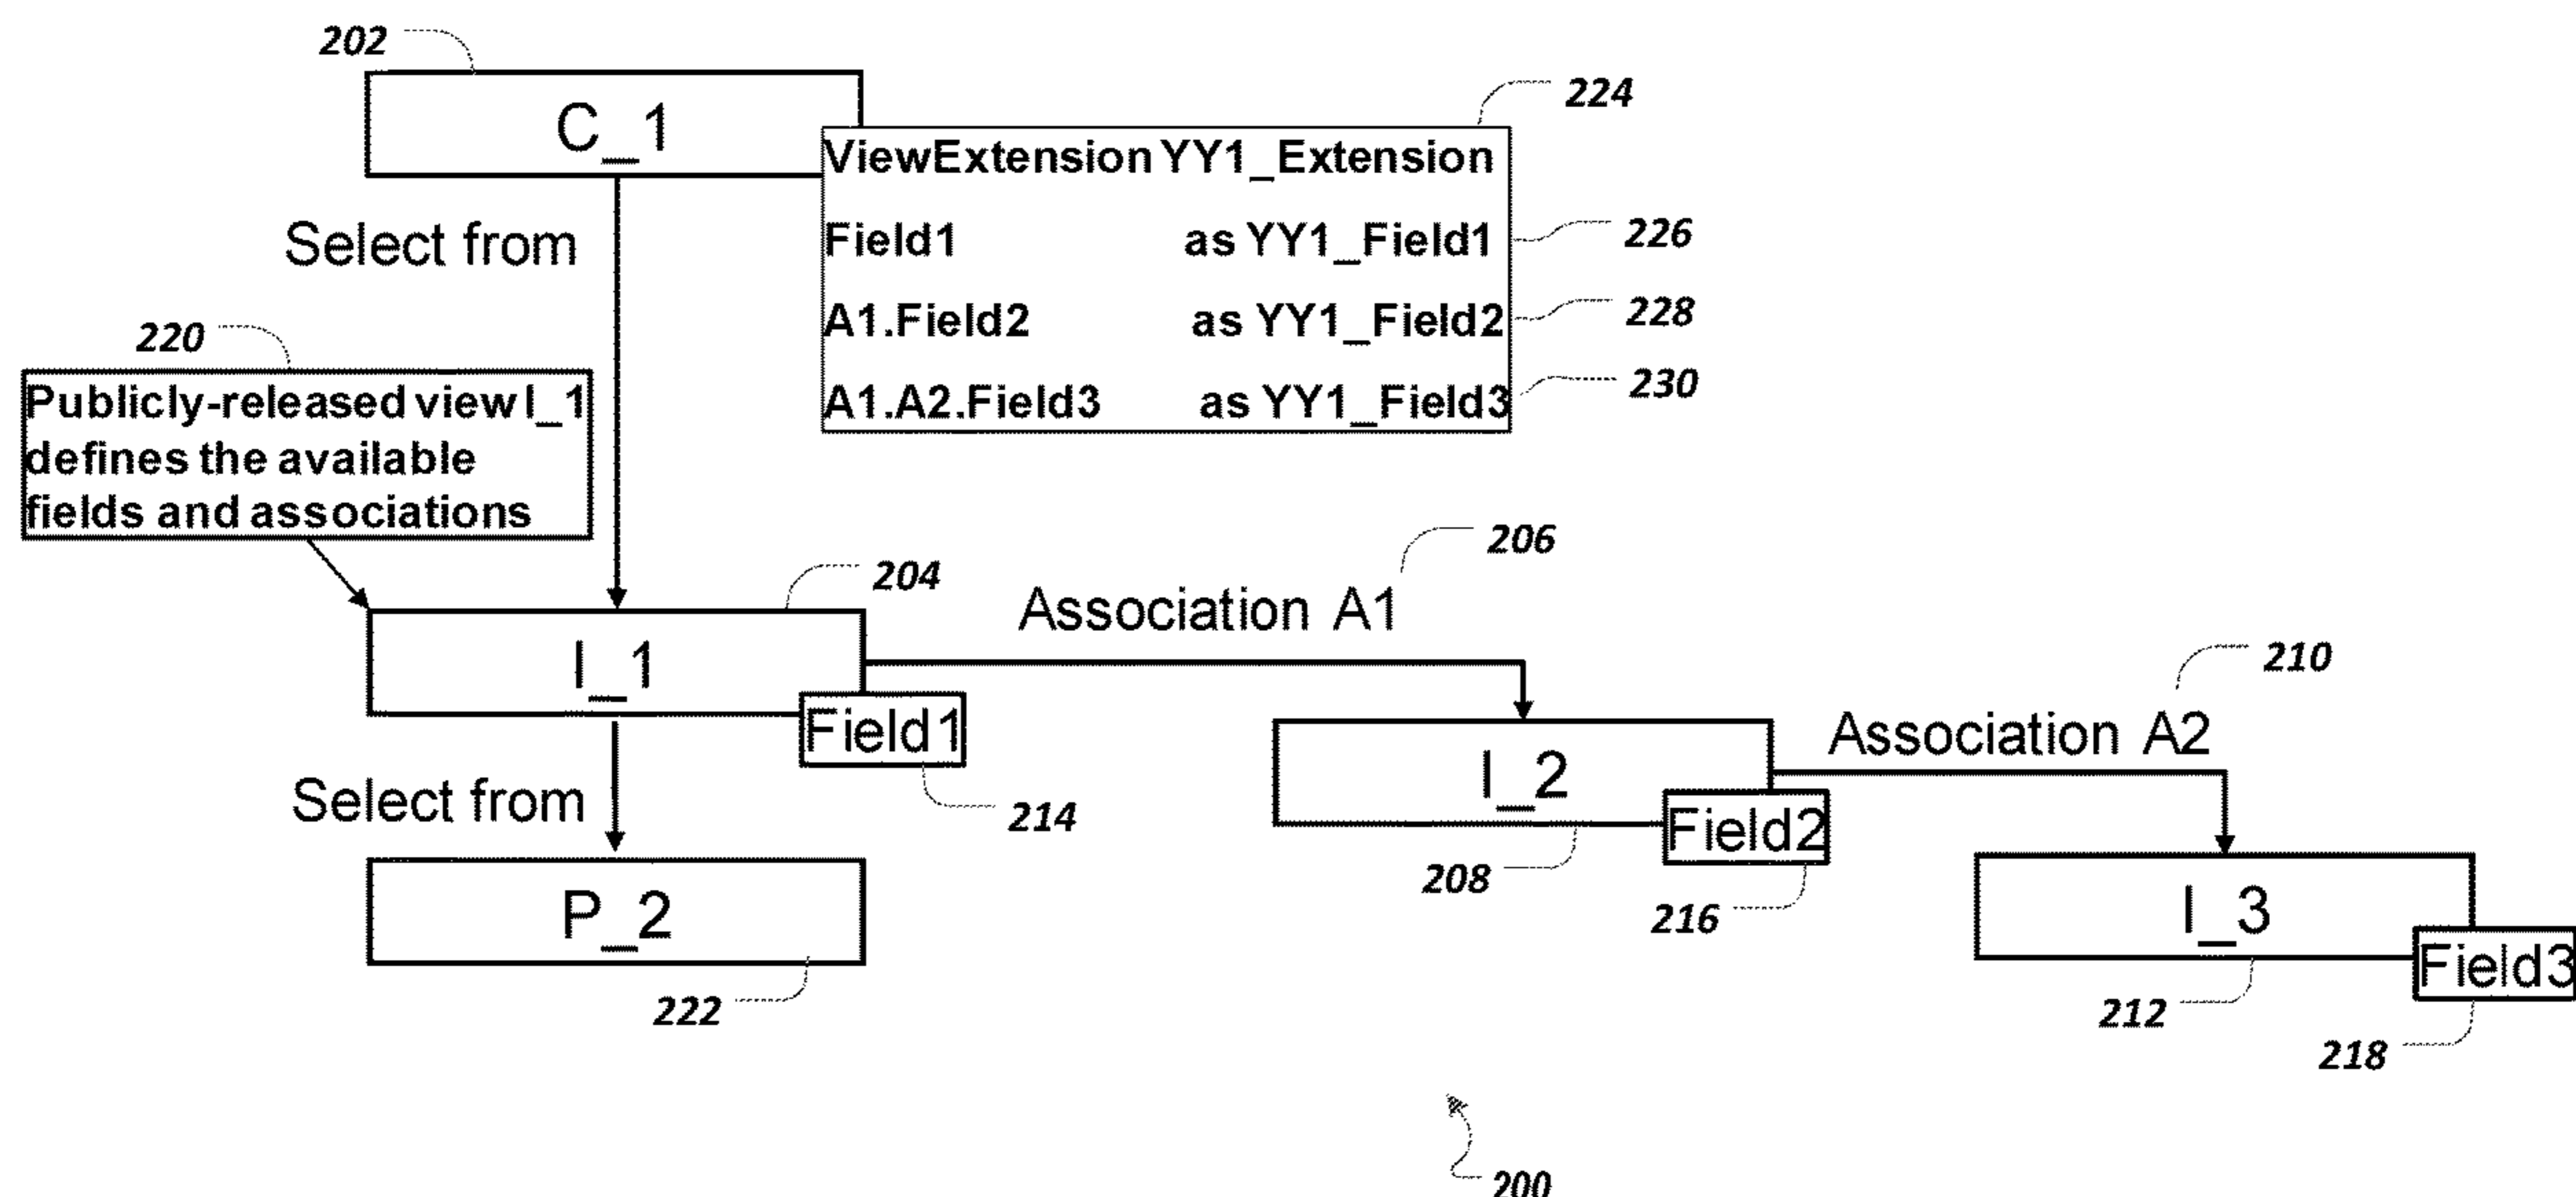 202
C_1
224
ViewExtension YY1_Extension
Field1 as YY1_Field1
226
A1.Field2 as YY1_Field2
228
A1.A2.Field3 as YY1_Field3
230
Select from
220
Publicly-released view I_1
defines the available
fields and associations
204
I_1
Field1
214
Association A1
206
I_2
208
Field2
216
Association A2
210
I_3
212
Field3
218
Select from
P_2
222
200